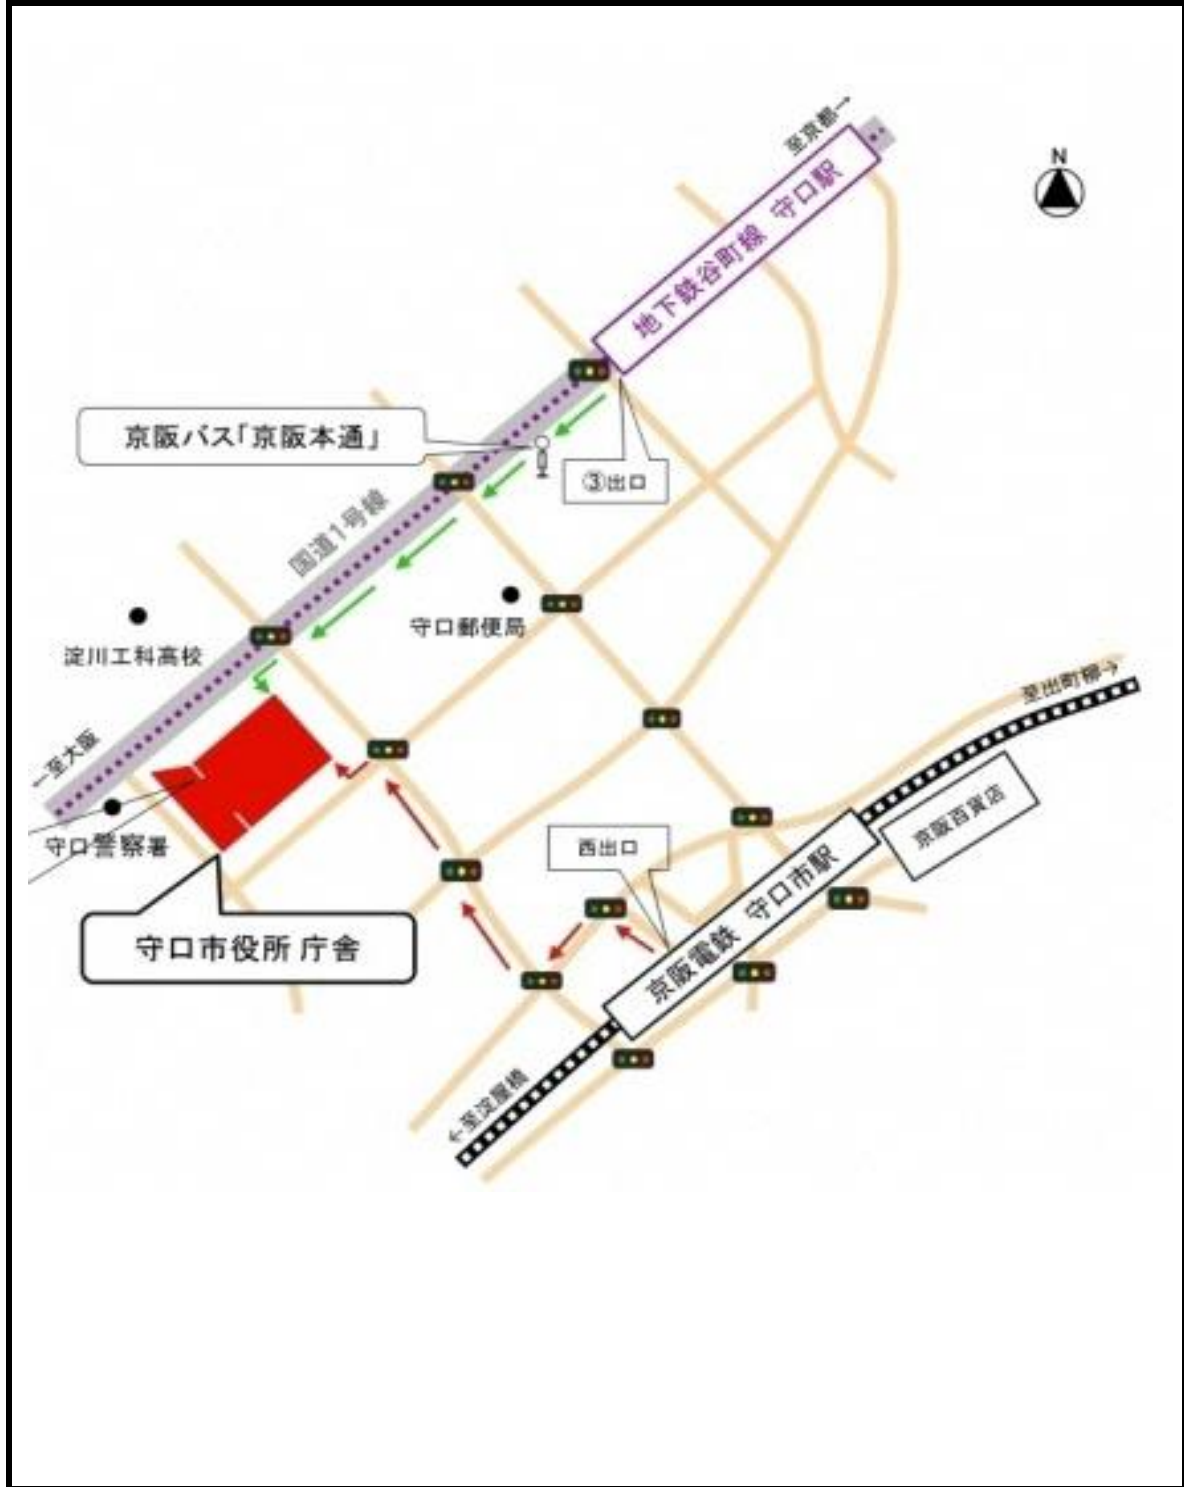 至京都→
N
地下鉄谷町線 守口駅
京阪バス「京阪本通」
③出口
国道1号線
守口郵便局
淀川工科高校
←至大阪
守口警察署
守口市役所 庁舎
西出口
至出町柳→
京阪百貨店
京阪電鉄 守口市駅
←至淀屋橋